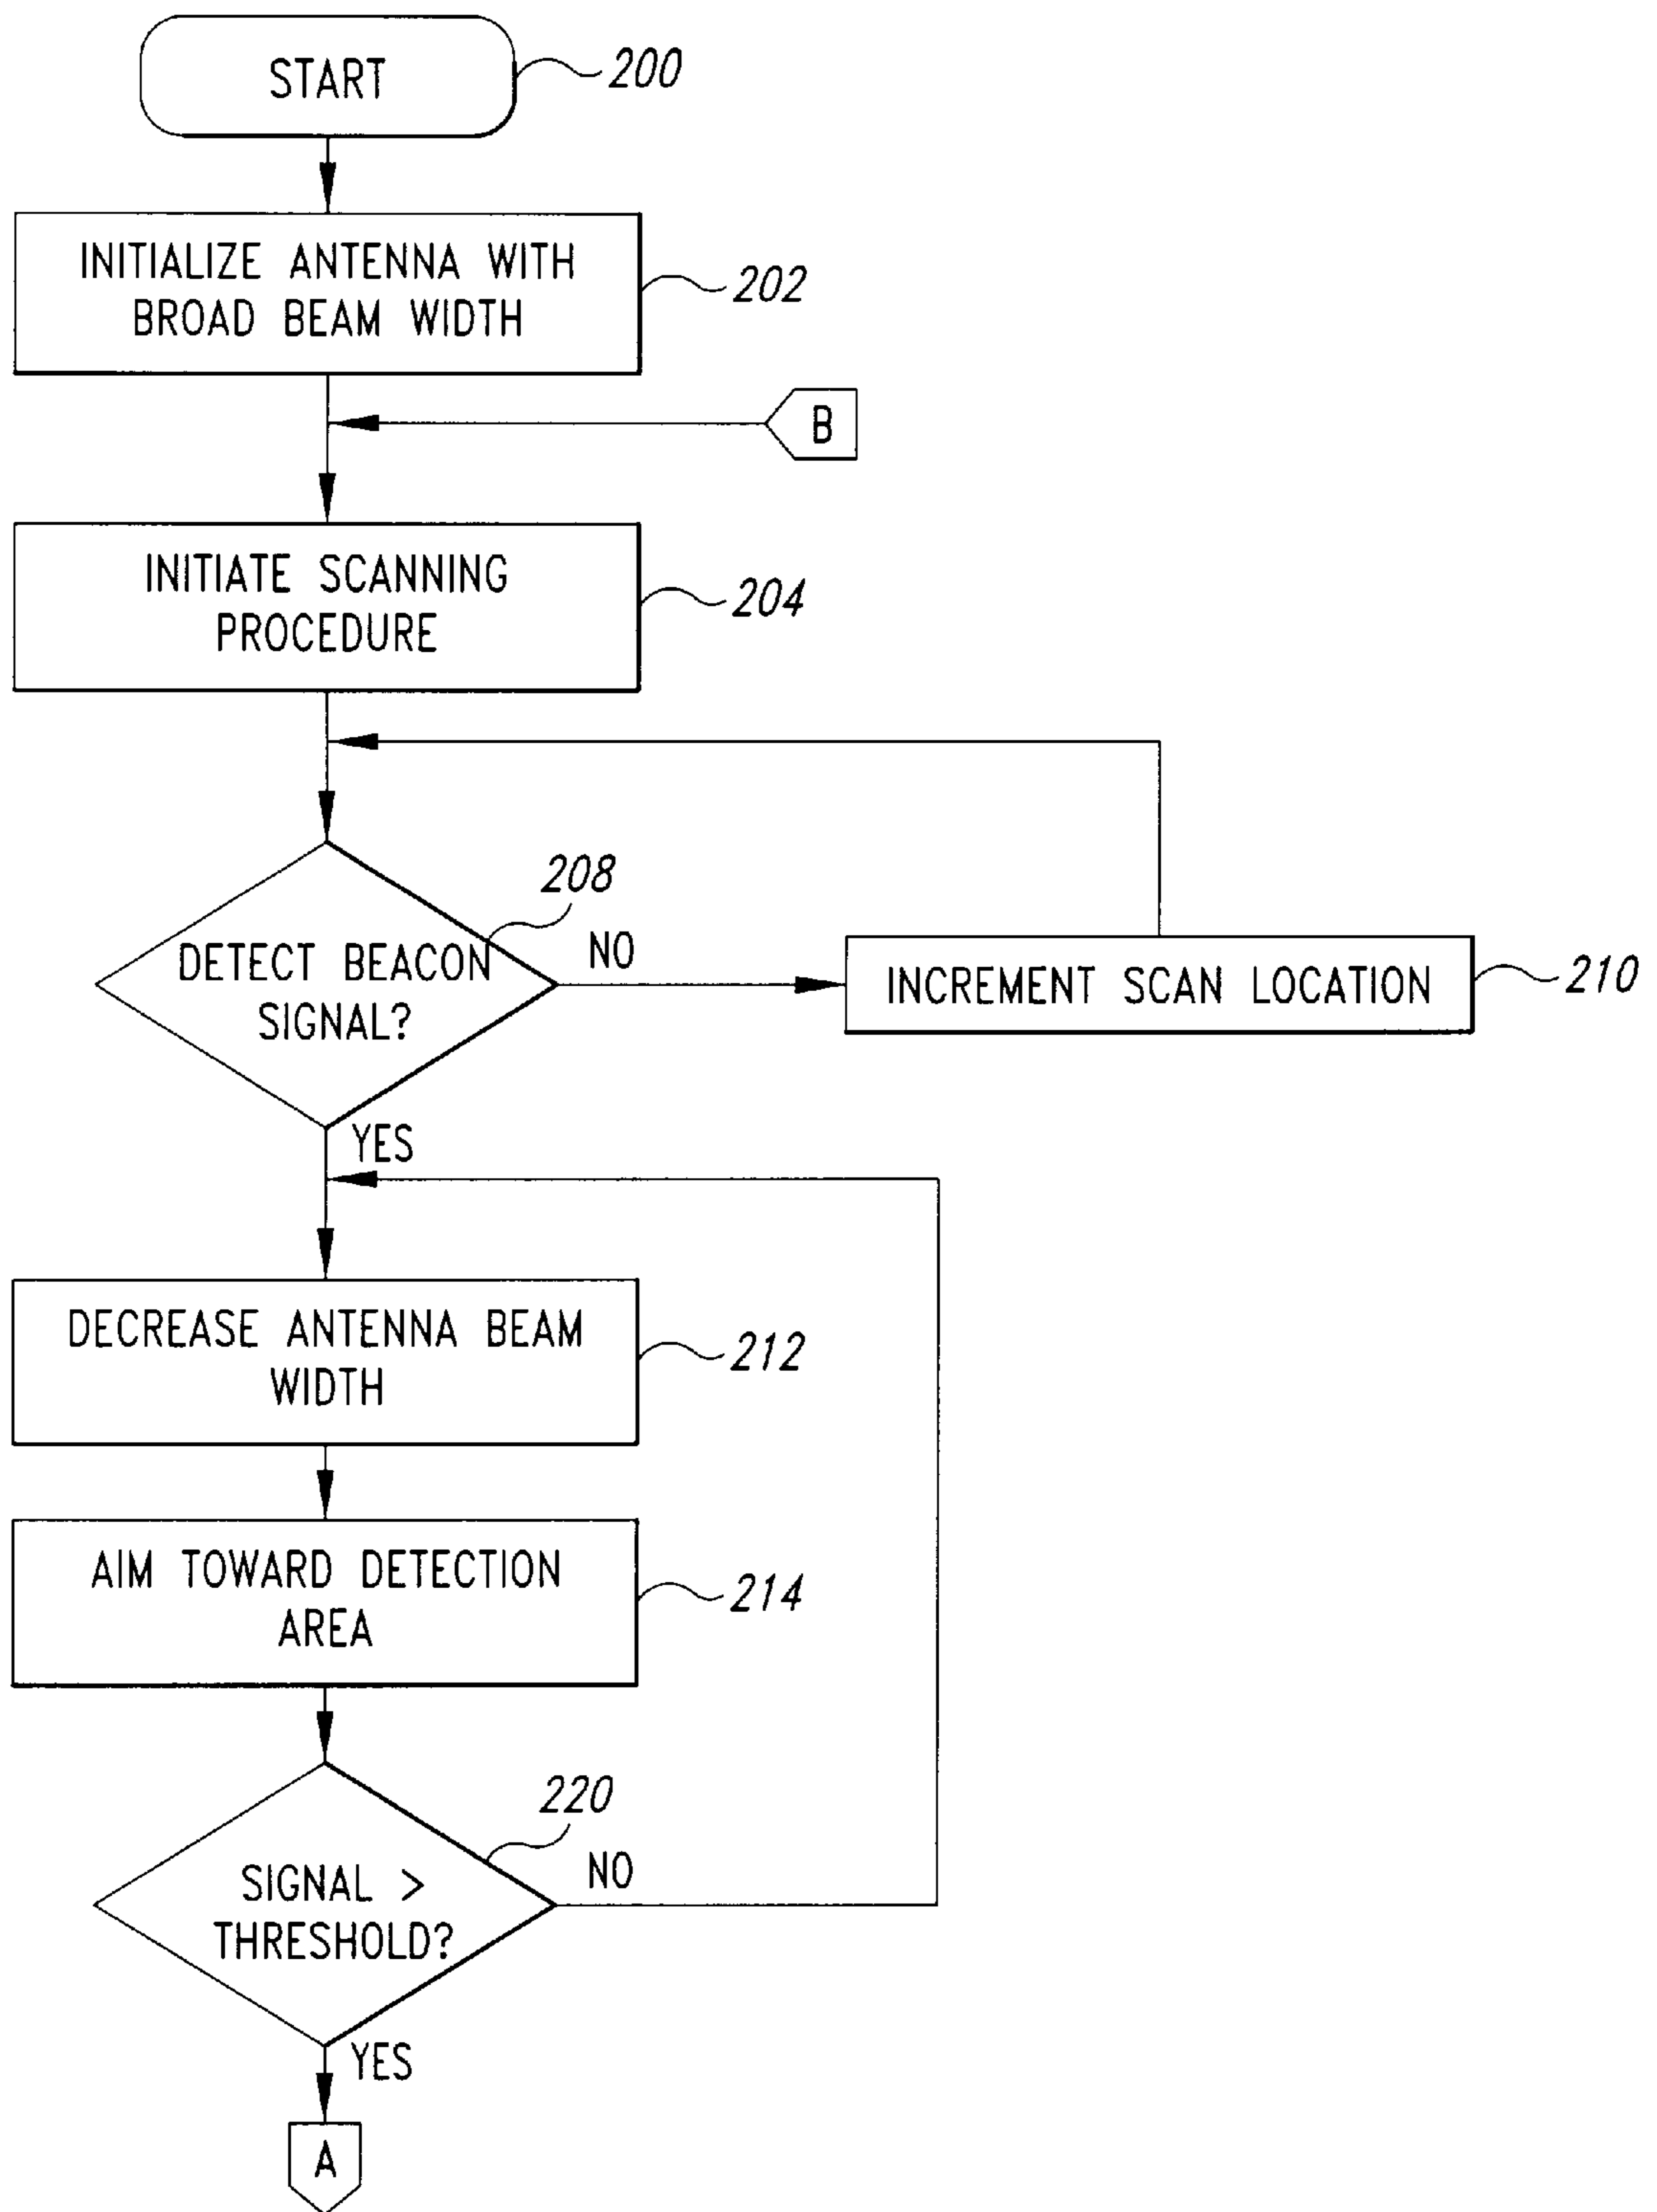 START
200
INITIALIZE ANTENNA WITH
BROAD BEAM WIDTH
202
B
INITIATE SCANNING
PROCEDURE
204
208
DETECT BEACON
SIGNAL?
NO
INCREMENT SCAN LOCATION
210
YES
DECREASE ANTENNA BEAM
WIDTH
212
AIM TOWARD DETECTION
AREA
214
220
SIGNAL >
THRESHOLD?
NO
YES
A